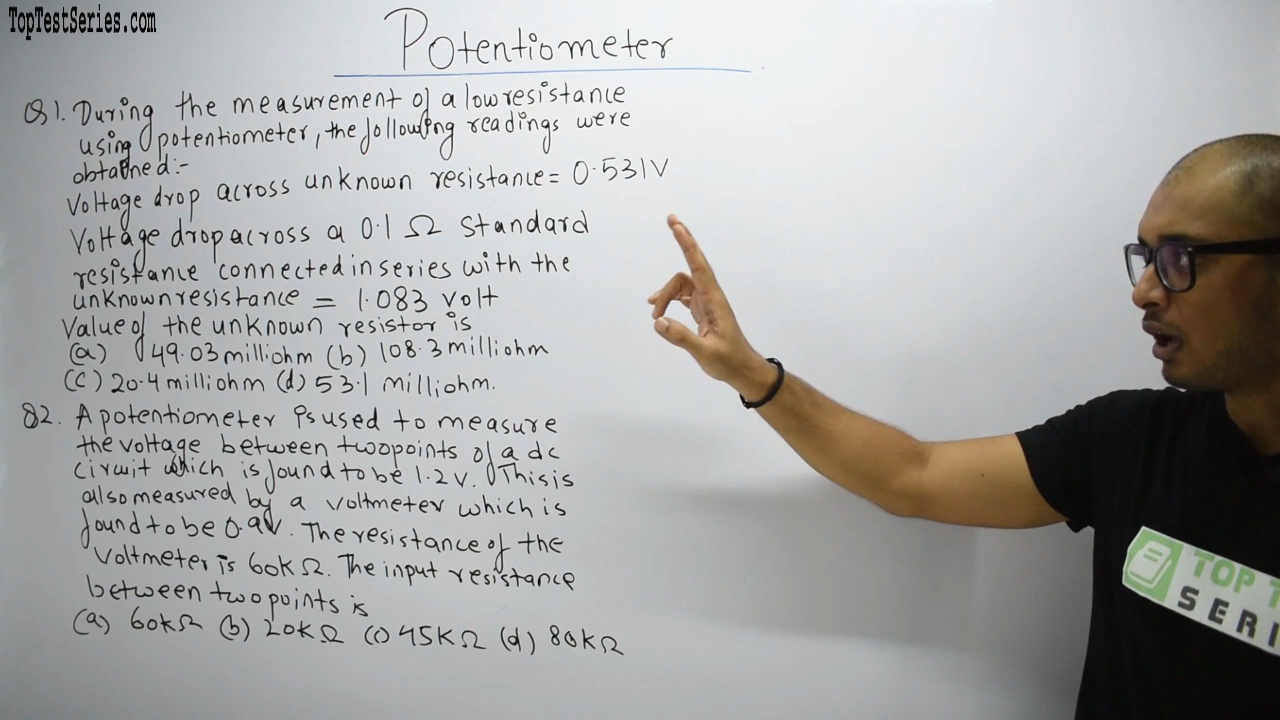 TopTestSeries.com
Potentiometer
Q1. During the measurement of a low resistance
using potentiometer, the following readings were
obtained:-
Voltage drop across unknown resistance = 0.531V
Voltage drop across a 0.1 Ω Standard
resistance connected in series with the
unknown resistance = 1.083 volt
Value of the unknown resistor is
(a) 49.03 milliohm (b) 108.3 milliohm
(c) 20.4 milliohm (d) 53.1 milliohm.
Q2. A potentiometer is used to measure
the voltage between two points of a dc
circuit which is found to be 1.2 v. This is
also measured by a voltmeter which is
found to be 0.9V. The resistance of the
voltmeter is 60kΩ. The input resistance
between two points is
(a) 60kΩ (b) 20kΩ (c) 45kΩ (d) 80kΩ
TOP T
SERI